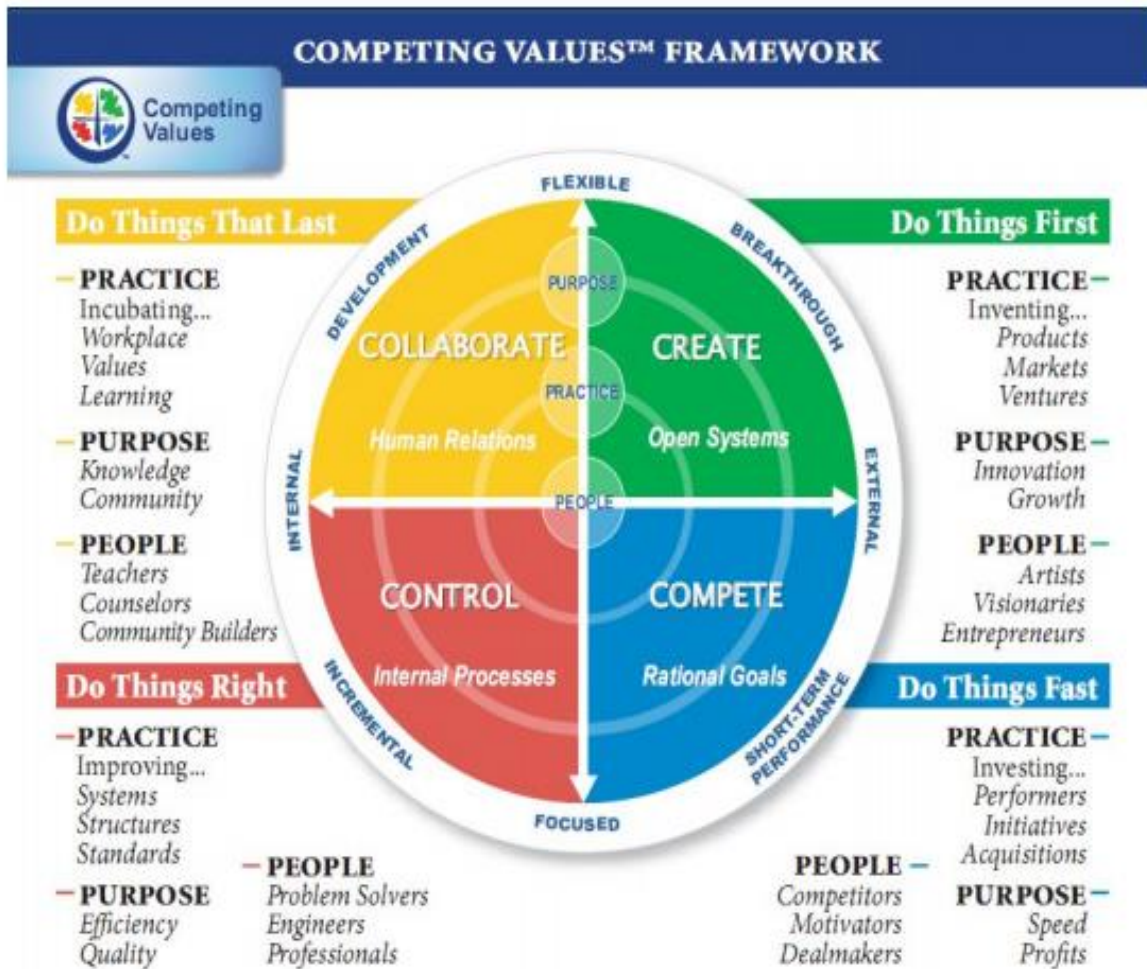 COMPETING VALUES™ FRAMEWORK
Competing
Values
™
Do Things That Last
PRACTICE
Incubating...
Workplace
Values
Learning
PURPOSE
Knowledge
Community
PEOPLE
Teachers
Counselors
Community Builders
Do Things First
PRACTICE
Inventing...
Products
Markets
Ventures
PURPOSE
Innovation
Growth
PEOPLE
Artists
Visionaries
Entrepreneurs
FLEXIBLE
DEVELOPMENT
BREAKTHROUGH
PURPOSE
COLLABORATE
CREATE
PRACTICE
Human Relations
Open Systems
INTERNAL
EXTERNAL
PEOPLE
CONTROL
COMPETE
Internal Processes
Rational Goals
INCREMENTAL
SHORT-TERM
PERFORMANCE
FOCUSED
Do Things Right
PRACTICE
Improving...
Systems
Structures
Standards
PURPOSE
Efficiency
Quality
PEOPLE
Problem Solvers
Engineers
Professionals
Do Things Fast
PRACTICE
Investing...
Performers
Initiatives
Acquisitions
PEOPLE
Competitors
Motivators
Dealmakers
PURPOSE
Speed
Profits